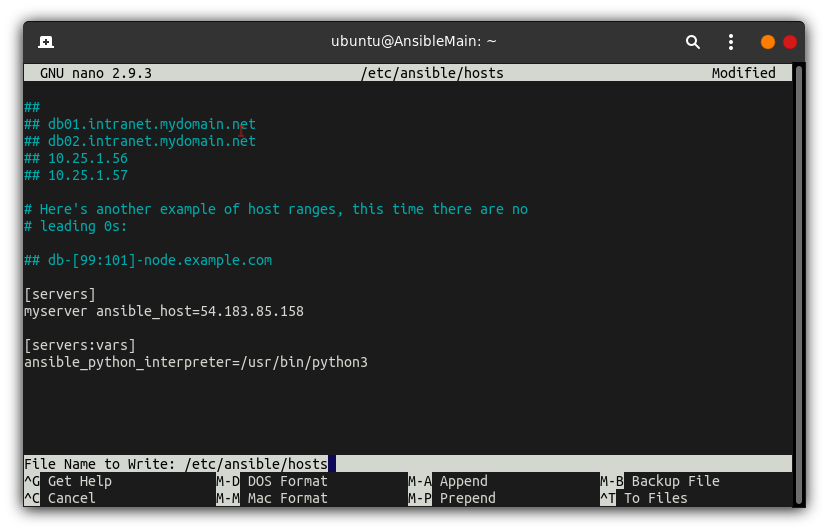 ubuntu@AnsibleMain: ~
GNU nano 2.9.3 /etc/ansible/hosts Modified
##
## db01.intranet.mydomain.net
## db02.intranet.mydomain.net
## 10.25.1.56
## 10.25.1.57
# Here's another example of host ranges, this time there are no
# leading 0s:
## db-[99:101]-node.example.com
[servers]
myserver ansible_host=54.183.85.158
[servers:vars]
ansible_python_interpreter=/usr/bin/python3
File Name to Write: /etc/ansible/hosts
^G Get Help M-D DOS Format M-A Append M-B Backup File
^C Cancel M-M Mac Format M-P Prepend ^T To Files